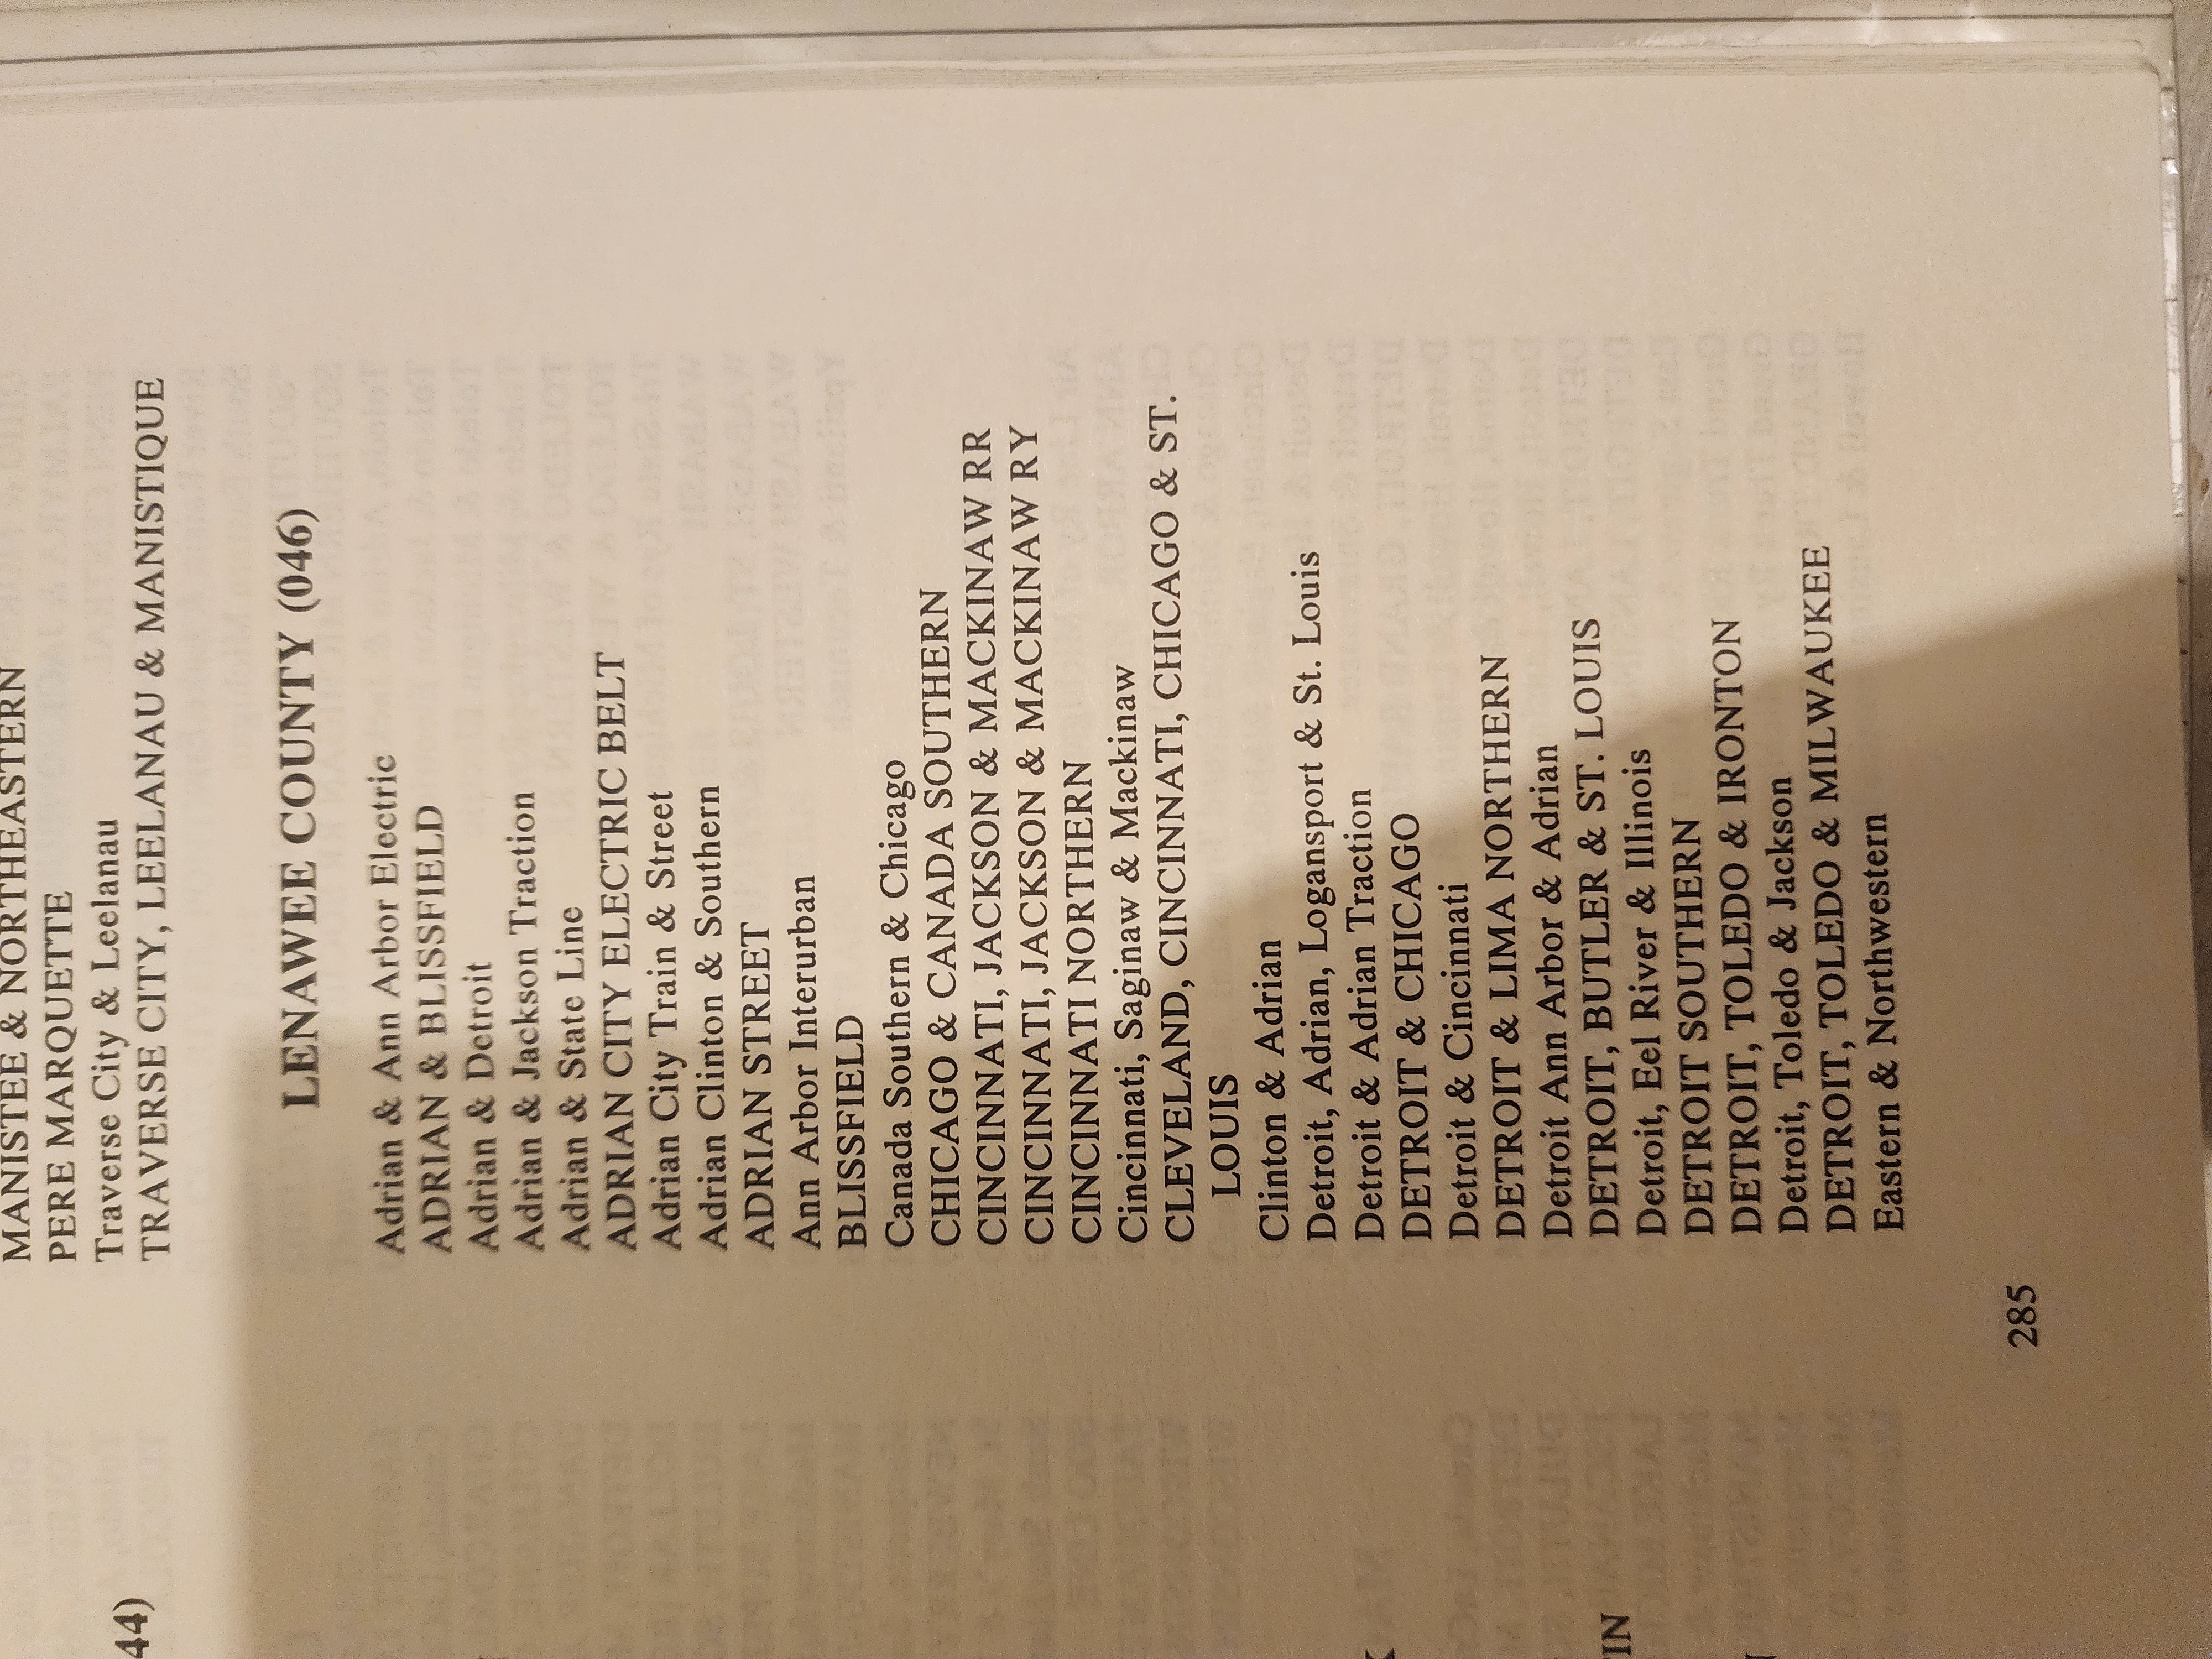 MANISTEE & NORTHEASTERN
PERE MARQUETTE
Traverse City & Leelanau
TRAVERSE CITY, LEELANAU & MANISTIQUE
LENAWEE COUNTY (046)
Adrian & Ann Arbor Electric
ADRIAN & BLISSFIELD
Adrian & Detroit
Adrian & Jackson Traction
Adrian & State Line
ADRIAN CITY ELECTRIC BELT
Adrian City Train & Street
Adrian Clinton & Southern
ADRIAN STREET
Ann Arbor Interurban
BLISSFIELD
Canada Southern & Chicago
CHICAGO & CANADA SOUTHERN
CINCINNATI, JACKSON & MACKINAW RR
CINCINNATI, JACKSON & MACKINAW RY
CINCINNATI NORTHERN
Cincinnati, Saginaw & Mackinaw
CLEVELAND, CINCINNATI, CHICAGO & ST.
LOUIS
Clinton & Adrian
Detroit, Adrian, Logansport & St. Louis
Detroit & Adrian Traction
DETROIT & CHICAGO
Detroit & Cincinnati
DETROIT & LIMA NORTHERN
Detroit Ann Arbor & Adrian
DETROIT, BUTLER & ST. LOUIS
Detroit, Eel River & Illinois
DETROIT SOUTHERN
DETROIT, TOLEDO & IRONTON
Detroit, Toledo & Jackson
DETROIT, TOLEDO & MILWAUKEE
Eastern & Northwestern
285
44)
IN